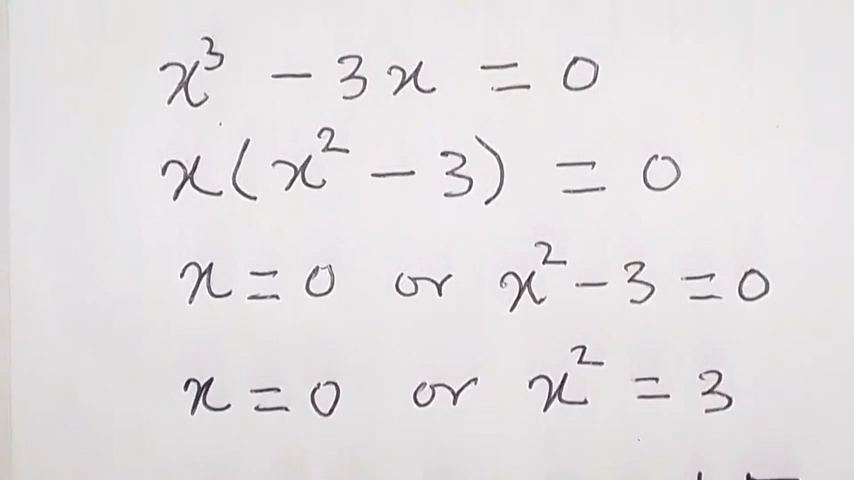 x³ - 3x = 0
x(x² - 3) = 0
x = 0 or x² - 3 = 0
x = 0 or x² = 3